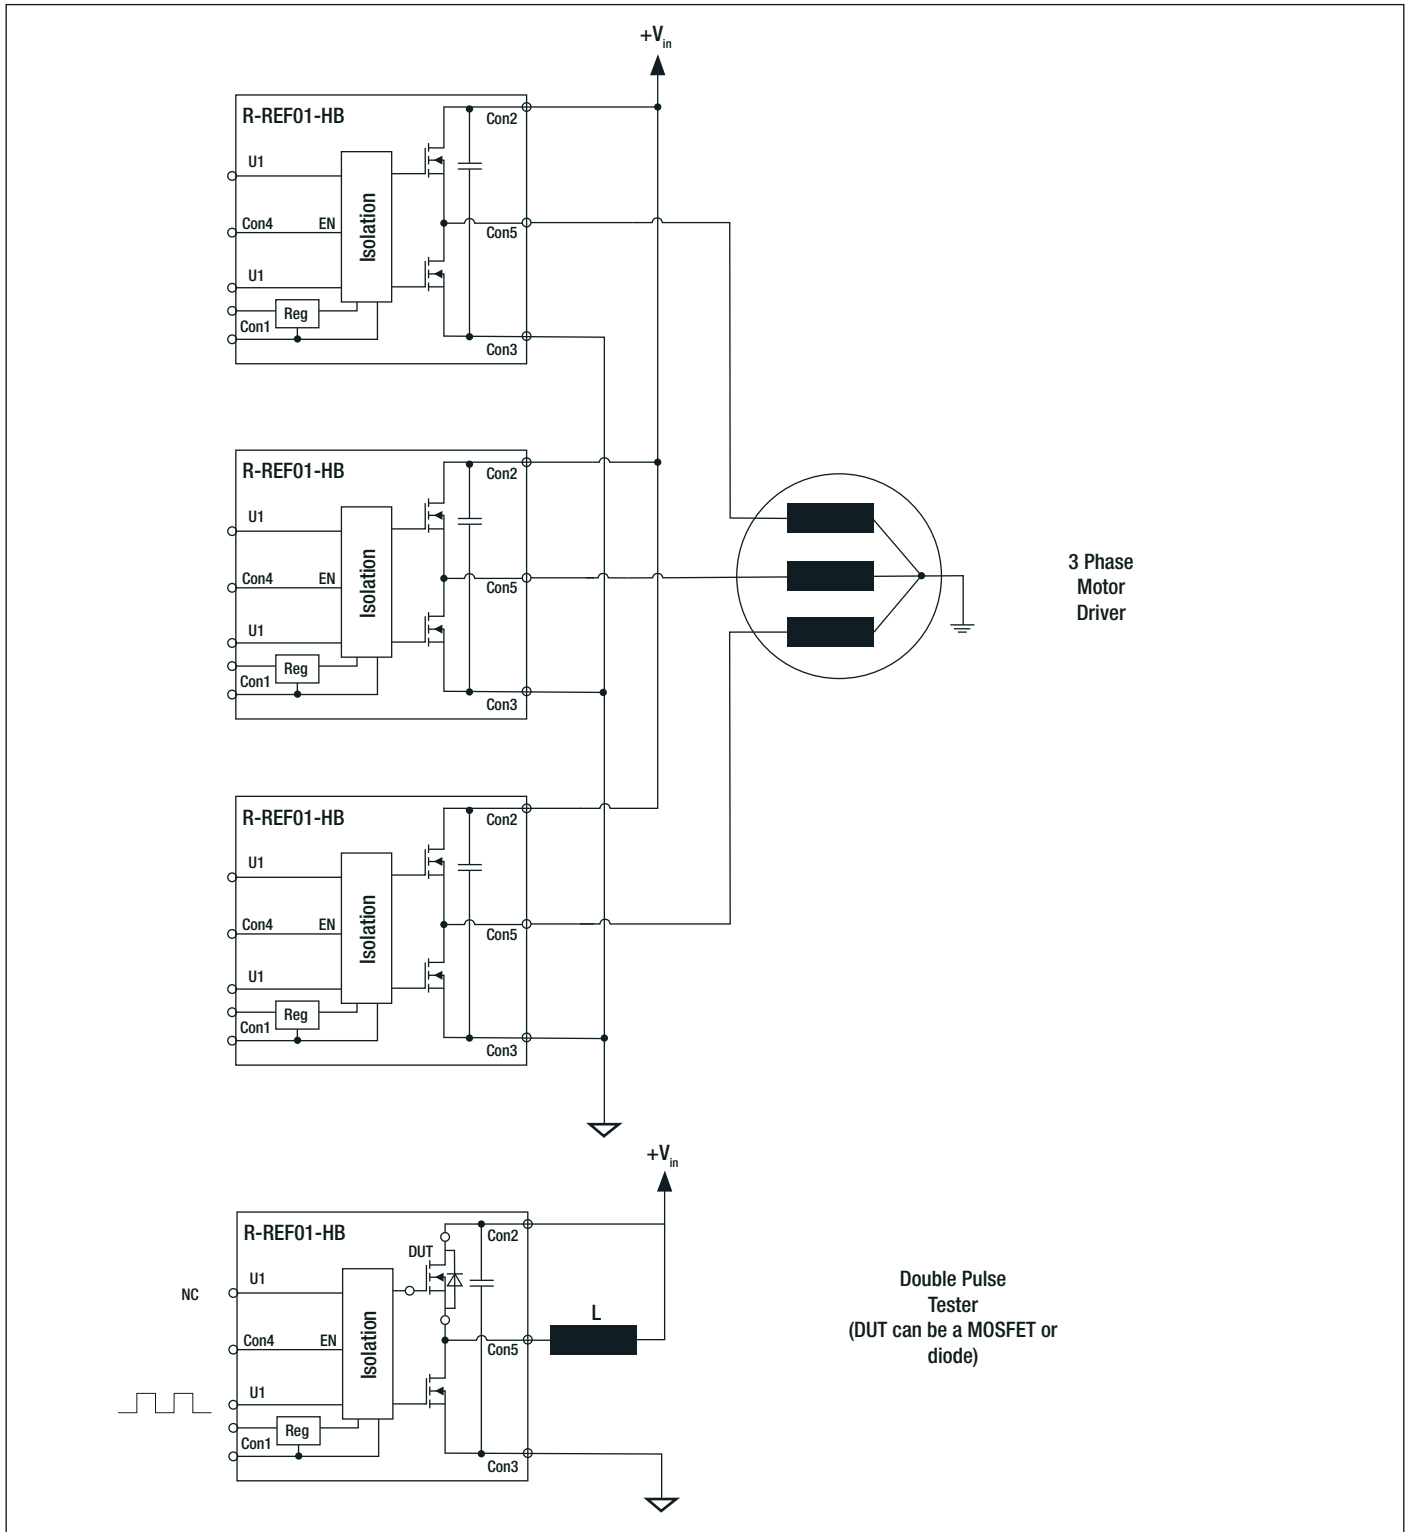 +Vin
R-REF01-HB
Con2
U1
Con4 EN
Isolation
Con5
U1
Reg
Con1
Con3
R-REF01-HB
Con2
U1
Con4 EN
Isolation
Con5
U1
Reg
Con1
Con3
3 Phase
Motor
Driver
R-REF01-HB
Con2
U1
Con4 EN
Isolation
Con5
U1
Reg
Con1
Con3
+Vin
R-REF01-HB
Con2
DUT
U1
NC
Con4 EN
Isolation
Con5
L
U1
Reg
Con1
Con3
Double Pulse
Tester
(DUT can be a MOSFET or
diode)